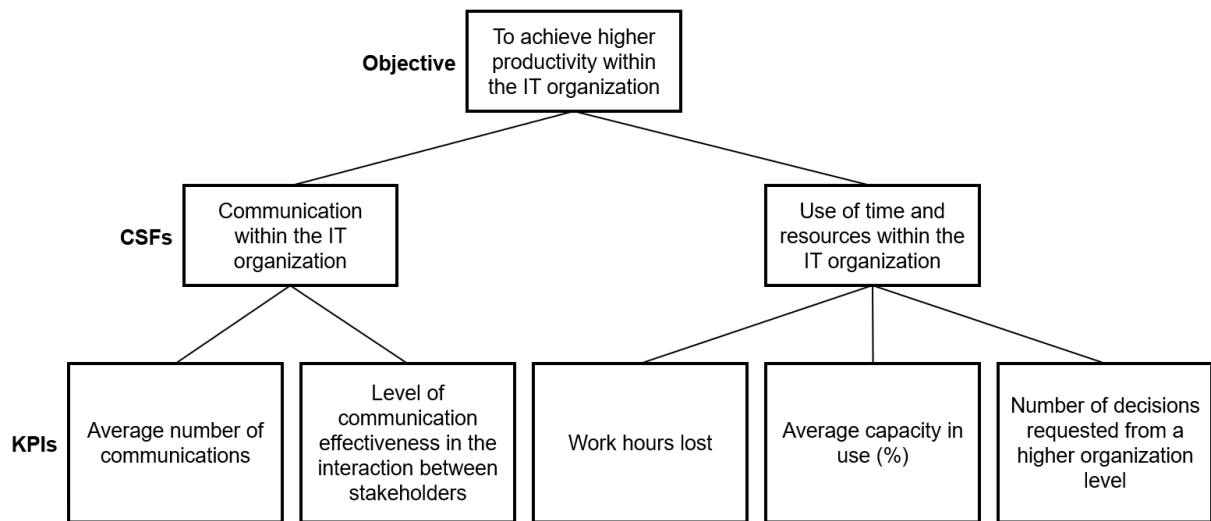 Objective
To achieve higher
productivity within
the IT organization
CSFs
Communication
within the IT
organization
Use of time and
resources within the
IT organization
KPIs
Average number of
communications
Level of
communication
effectiveness in the
interaction between
stakeholders
Work hours lost
Average capacity in
use (%)
Number of decisions
requested from a
higher organization
level